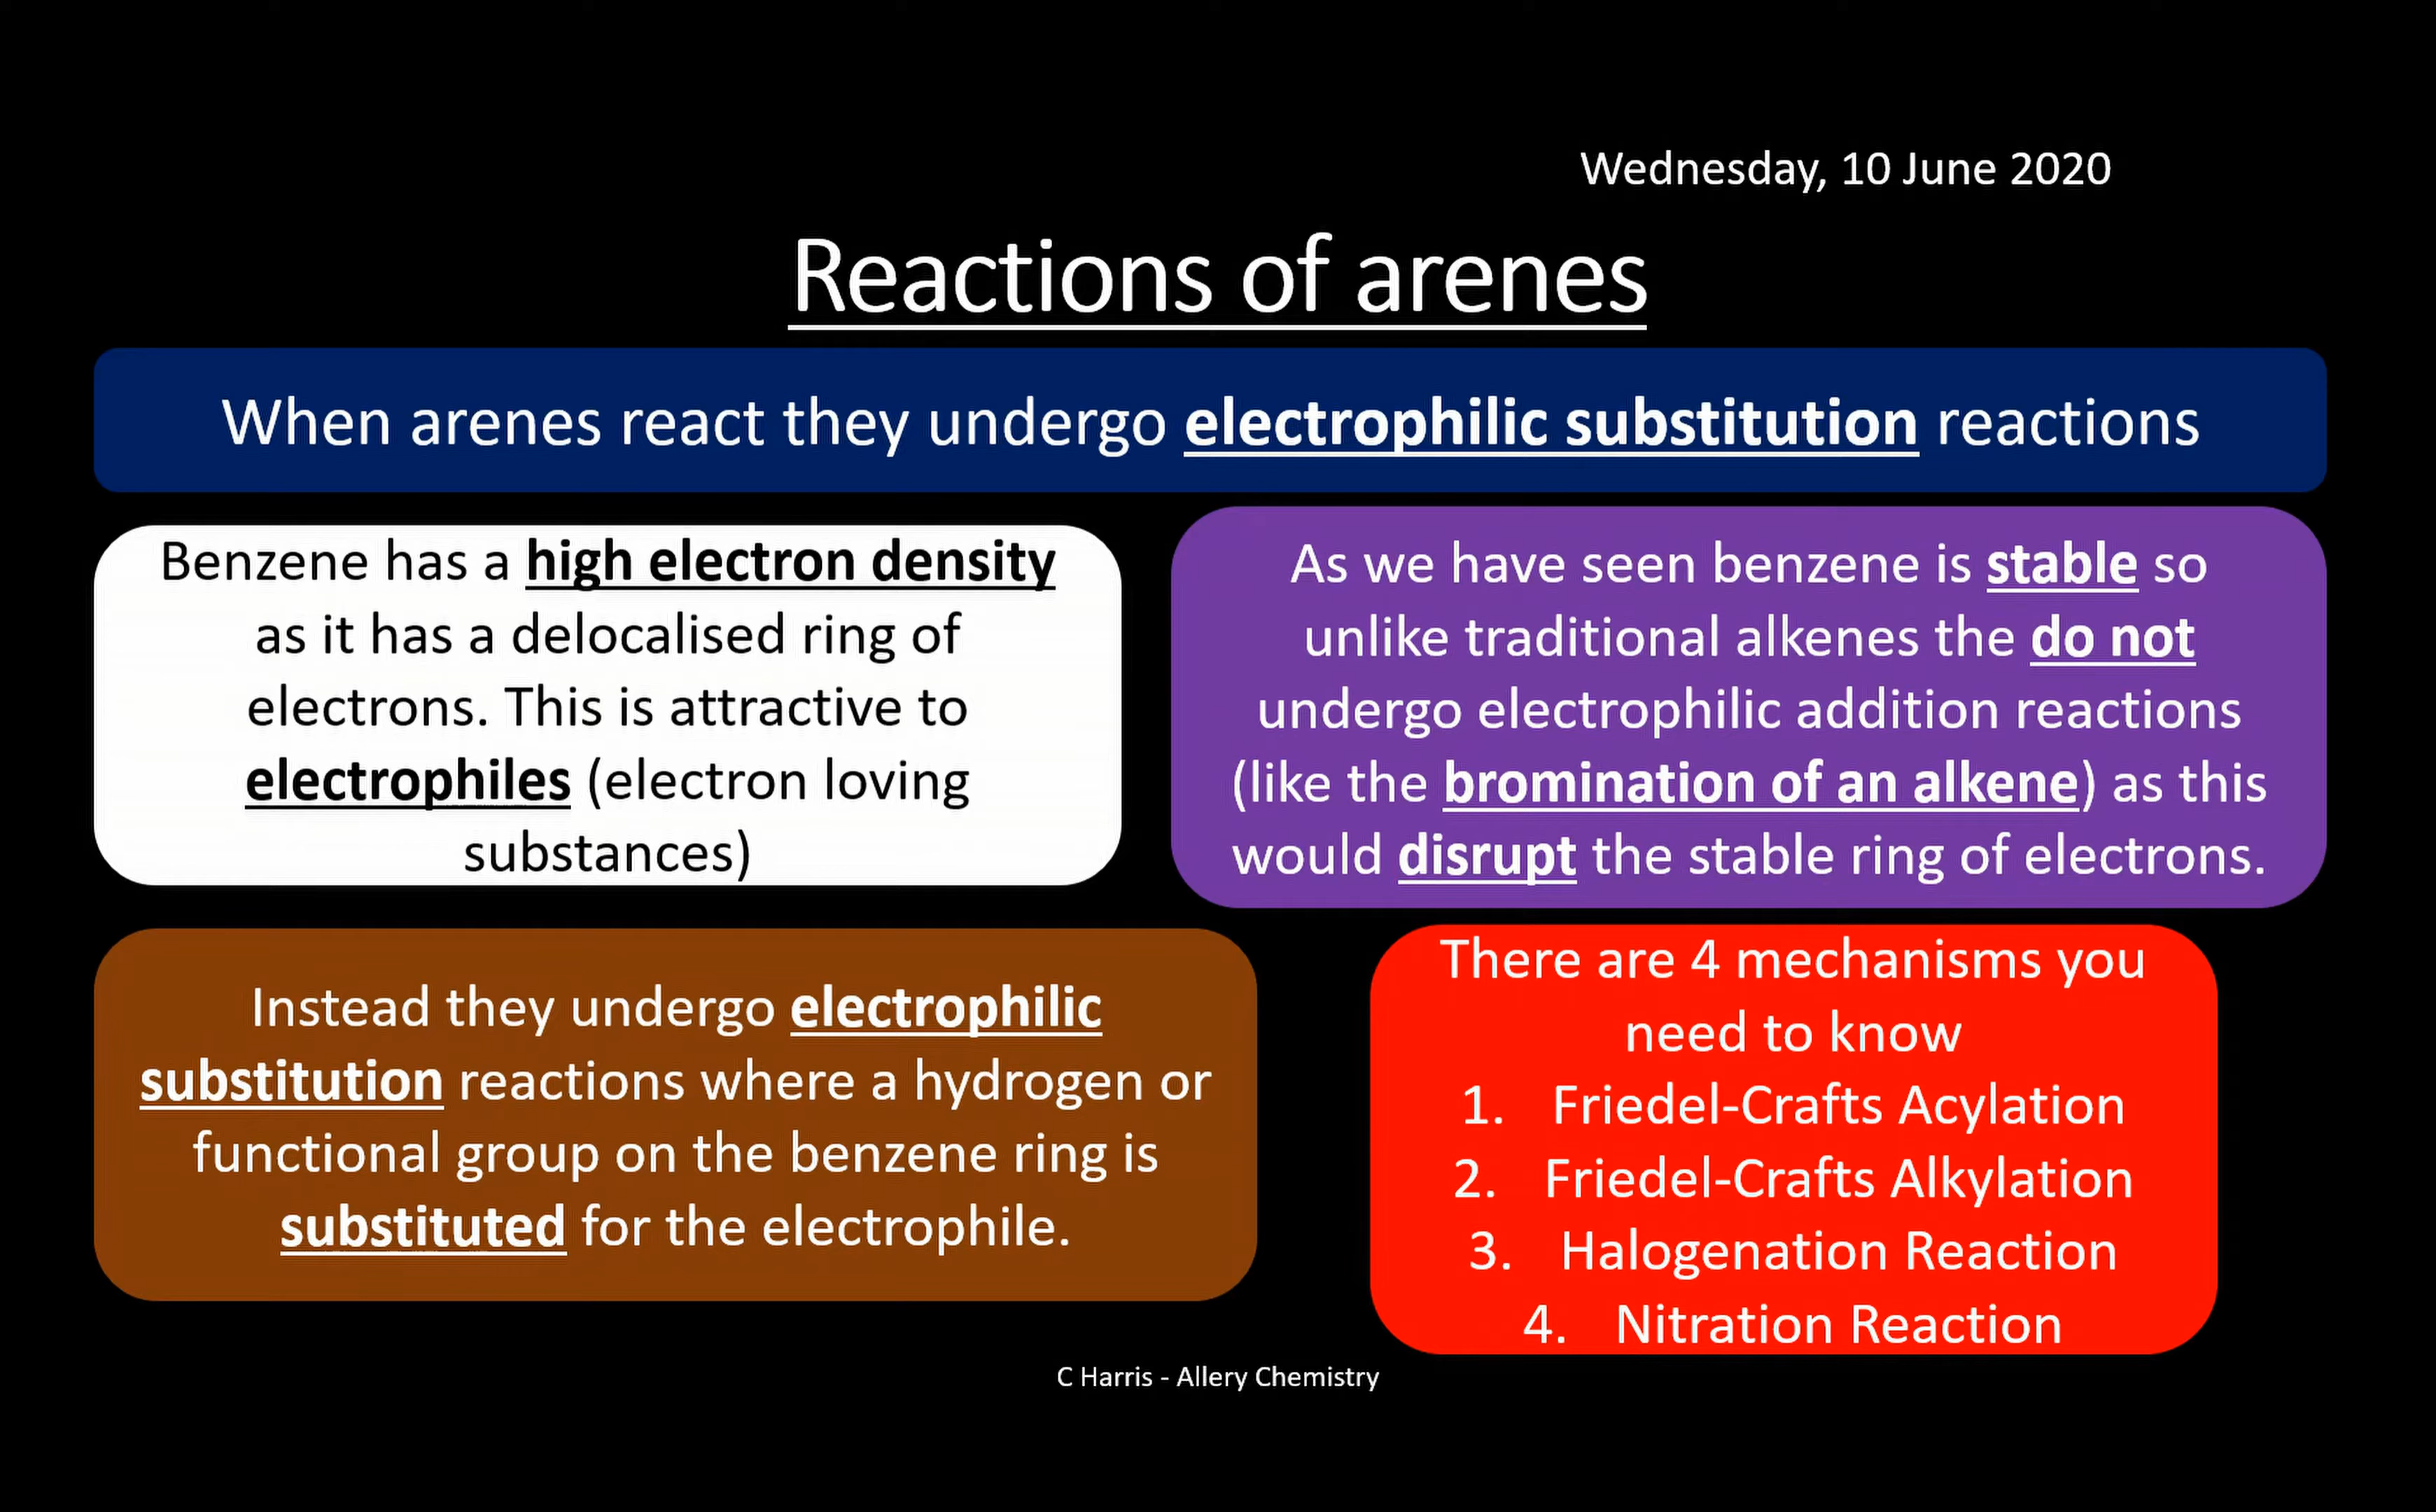 Wednesday, 10 June 2020
Reactions of arenes
When arenes react they undergo electrophilic substitution reactions
Benzene has a high electron density
as it has a delocalised ring of
electrons. This is attractive to
electrophiles (electron loving
substances)
As we have seen benzene is stable so
unlike traditional alkenes the do not
undergo electrophilic addition reactions
(like the bromination of an alkene) as this
would disrupt the stable ring of electrons.
Instead they undergo electrophilic
substitution reactions where a hydrogen or
functional group on the benzene ring is
substituted for the electrophile.
There are 4 mechanisms you
need to know
1. Friedel-Crafts Acylation
2. Friedel-Crafts Alkylation
3. Halogenation Reaction
4. Nitration Reaction
C Harris - Allery Chemistry